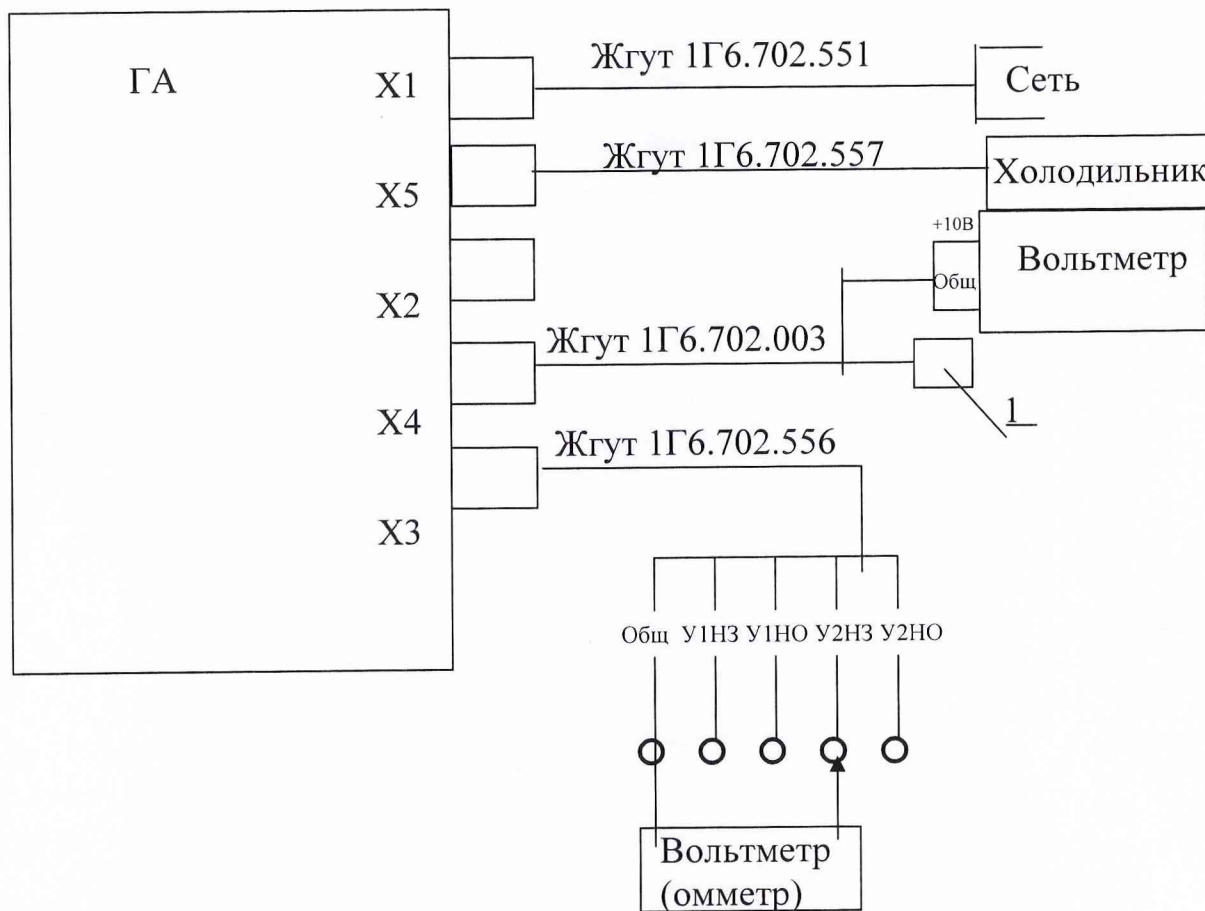 ГА
X1
Жгут 1Г6.702.551
Сеть
X5
Жгут 1Г6.702.557
Холодильник
X2
+10В
Общ
Вольтметр
Жгут 1Г6.702.003
1
X4
Жгут 1Г6.702.556
X3
Общ У1НЗ У1НО У2НЗ У2НО
Вольтметр
(омметр)